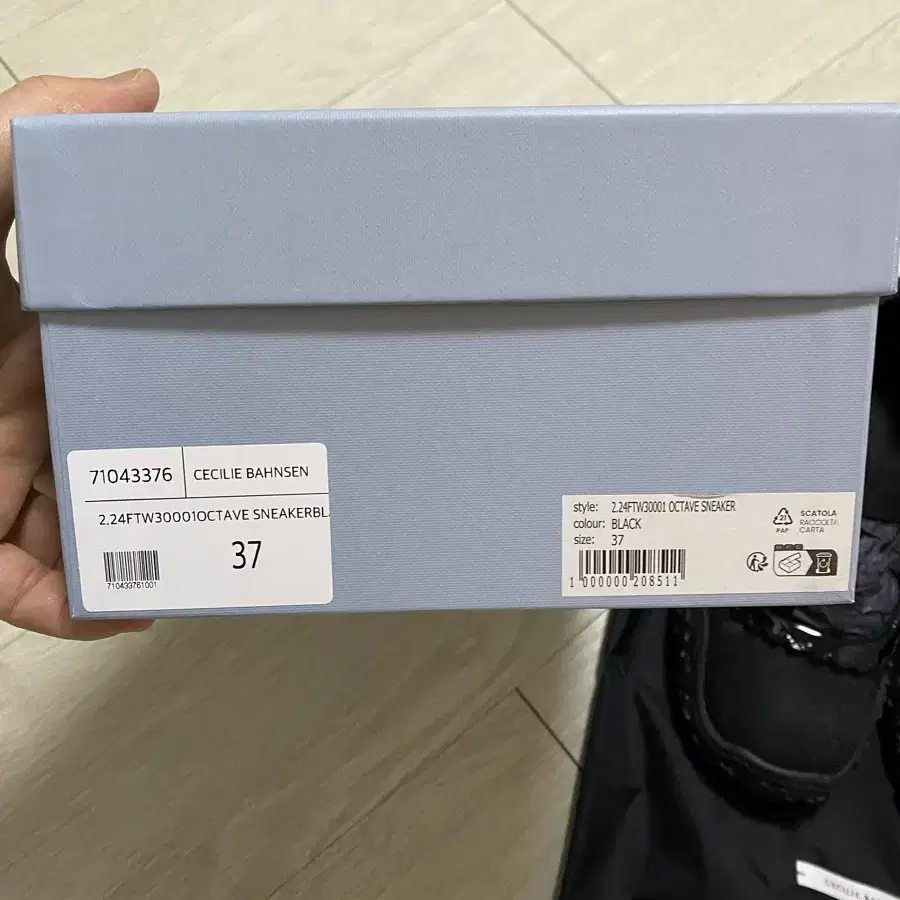 71043376 CECILIE BAHNSEN
2.24FTW30001OCTAVE SNEAKERBL
37
710433761001
style: 2.24FTW30001 OCTAVE SNEAKER
colour: BLACK
size: 37
1 000000 208511
21
PAP
SCATOLA
RACCOLTA
CARTA